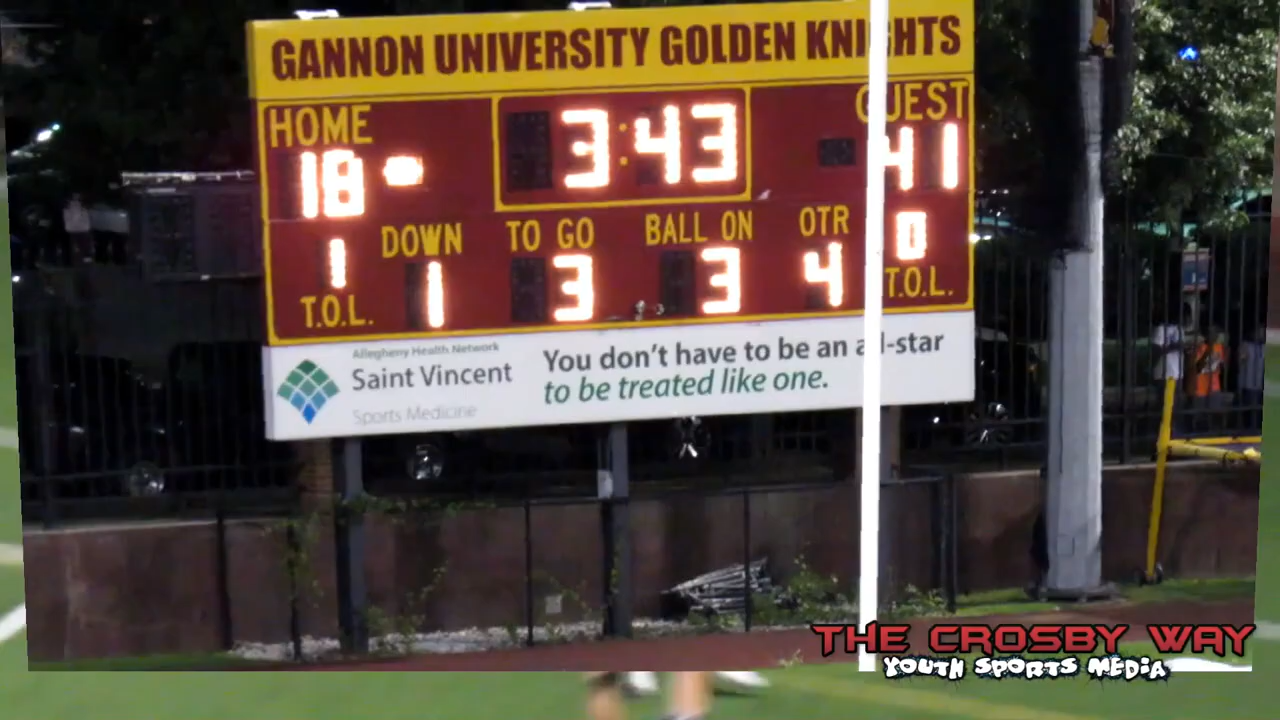 GANNON UNIVERSITY GOLDEN KNIGHTS
HOME 3:43 GUEST
18 41
DOWN TO GO BALL ON QTR
1 1 3 3 4 0
T.O.L. T.O.L.
Allegheny Health Network
Saint Vincent
Sports Medicine
You don't have to be an all-star
to be treated like one.
THE CROSBY WAY
YOUTH SPORTS MEDIA